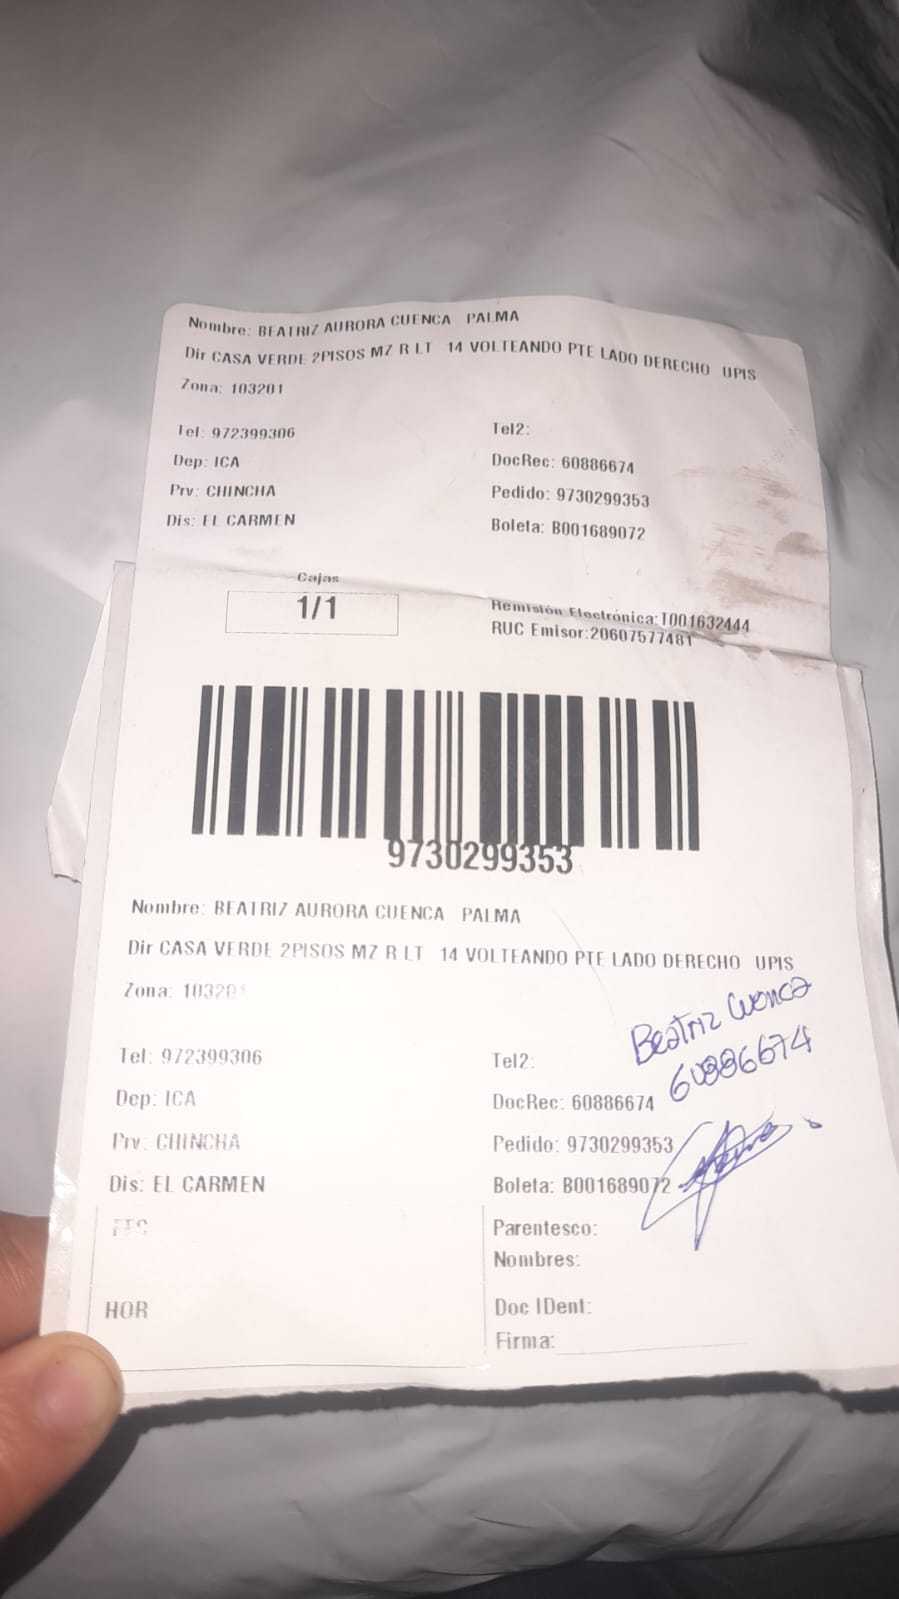 Nombre: BEATRIZ AURORA CUENCA PALMA
Dir CASA VERDE 2PISOS MZ R LT 14 VOLTEANDO PTE LADO DERECHO UPIS
Zona: 103201
Tel: 972399306 Tel2:
Dep: ICA DocRec: 60886674
Prv: CHINCHA Pedido: 9730299353
Dis: EL CARMEN Boleta: B001689072
Cajas
1/1
Remisión Electrónica:T001632444
RUC Emisor:20607577481
9730299353
Nombre: BEATRIZ AURORA CUENCA PALMA
Dir CASA VERDE 2PISOS MZ R LT 14 VOLTEANDO PTE LADO DERECHO UPIS
Zona: 103201
Beatriz Cuenca
60886674
Tel: 972399306 Tel2:
Dep: ICA DocRec: 60886674
Prv: CHINCHA Pedido: 9730299353
Dis: EL CARMEN Boleta: B001689072
Parentesco:
Nombres:
HOR Doc IDent:
Firma: